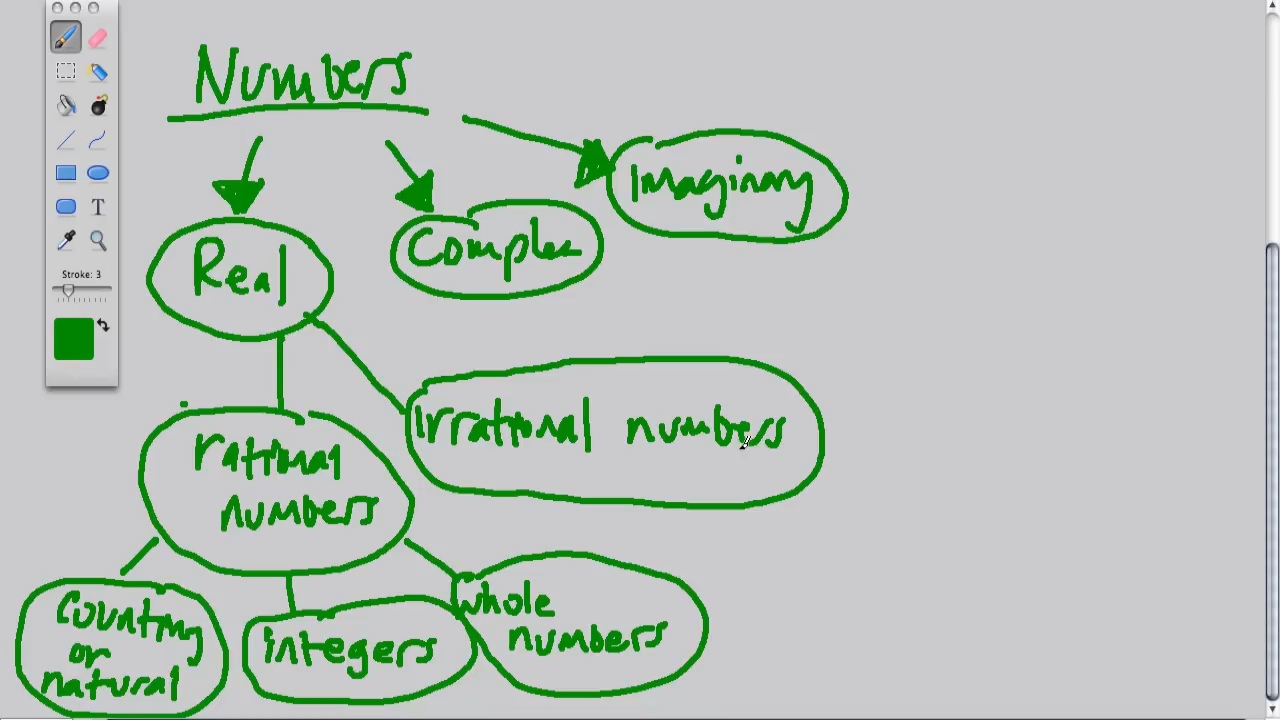 Numbers
Imaginary
Complex
Real
Irrational numbers
rational
numbers
Counting
or
natural
integers
whole
numbers
Stroke: 3
T